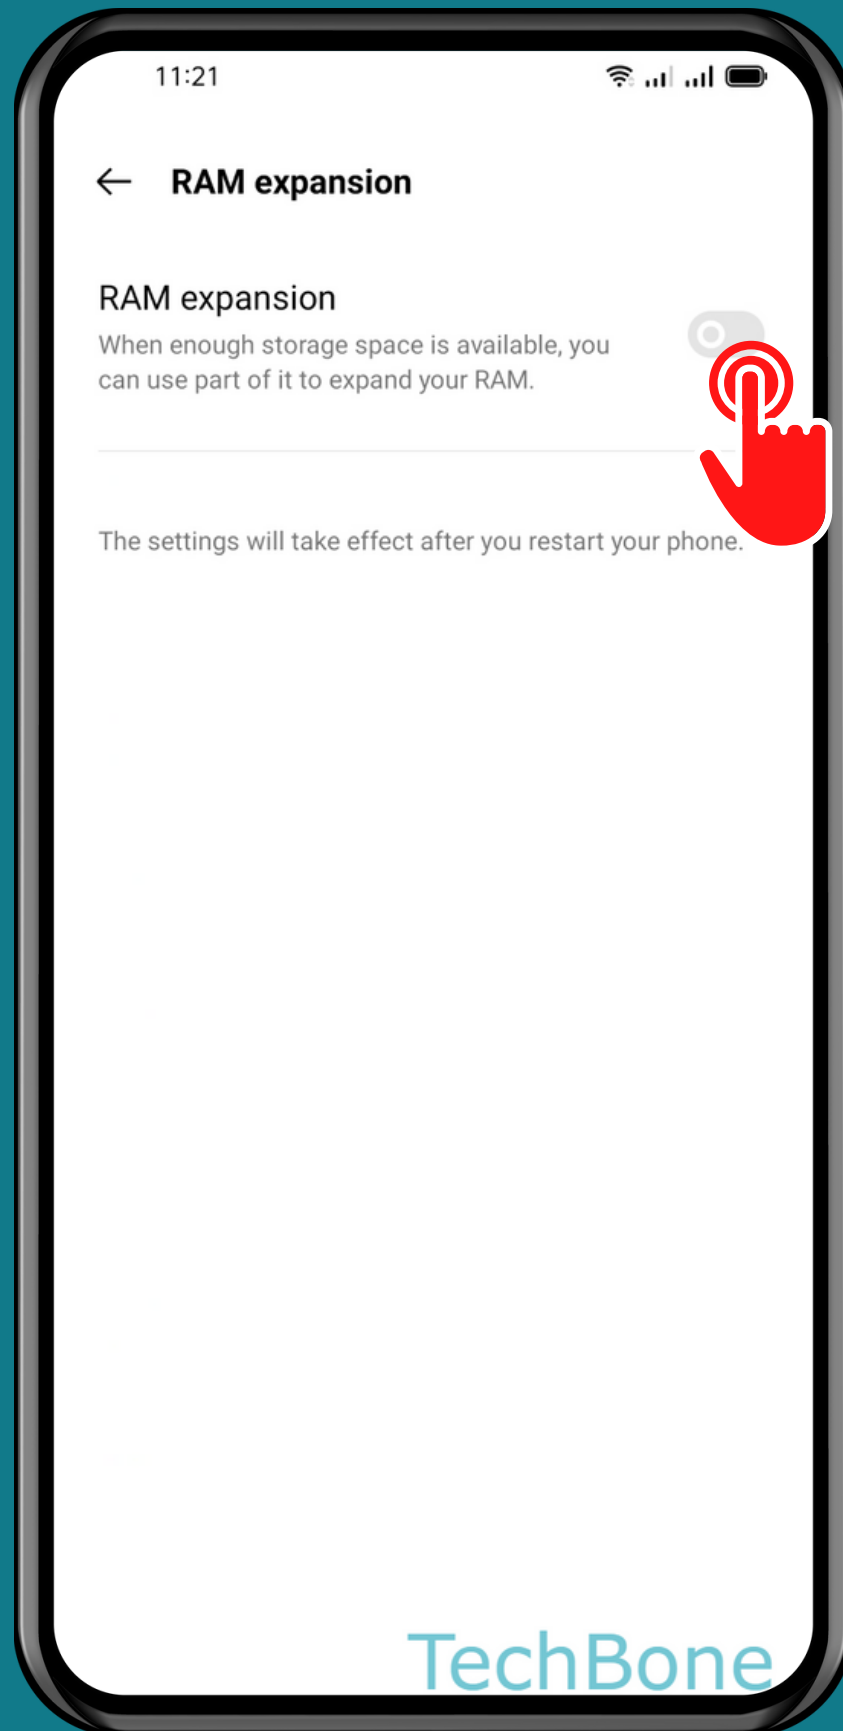 11:21
RAM expansion
RAM expansion
When enough storage space is available, you
can use part of it to expand your RAM.
The settings will take effect after you restart your phone.
TechBone